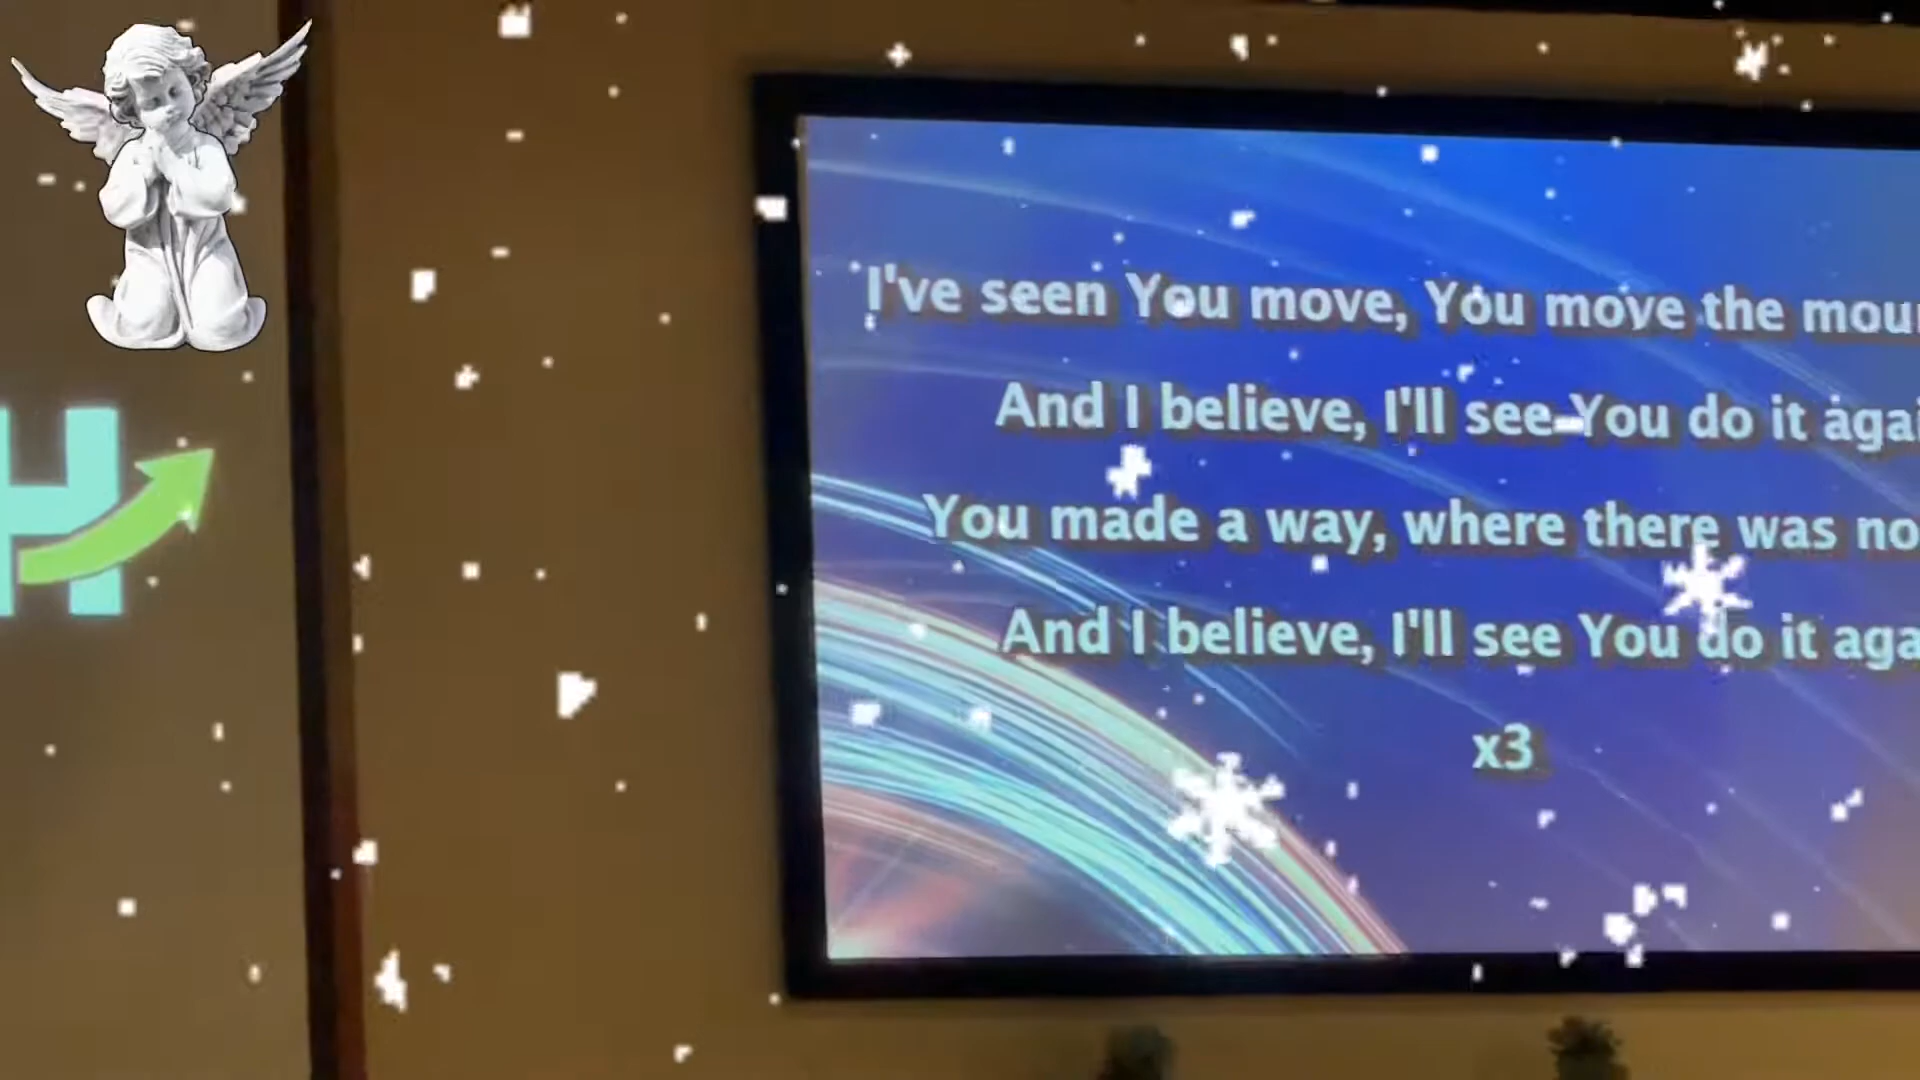 I've seen You move, You move the
And I believe, I'll see You do it
You made a way, where there was no
And I believe, I'll see You do it
x3
H